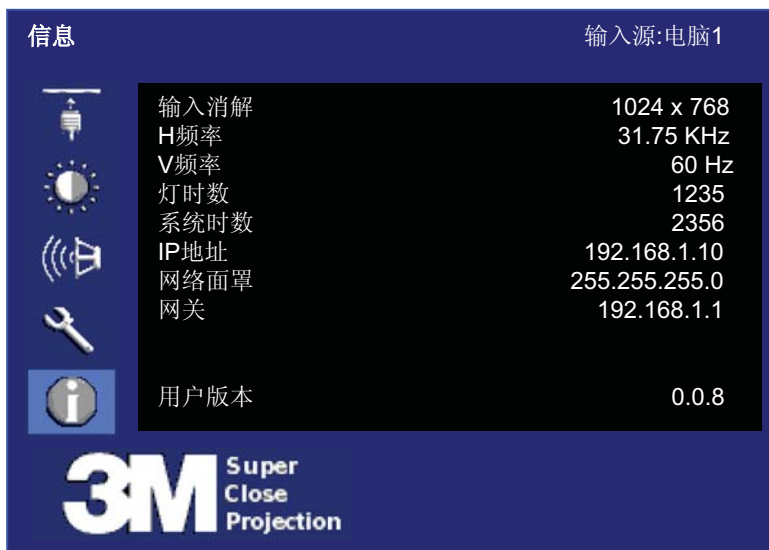 信息 输入源:电脑1
输入消解 1024 x 768
H频率 31.75 KHz
V频率 60 Hz
灯时数 1235
系统时数 2356
IP地址 192.168.1.10
网络面罩 255.255.255.0
网关 192.168.1.1
用户版本 0.0.8
3M Super
Close
Projection